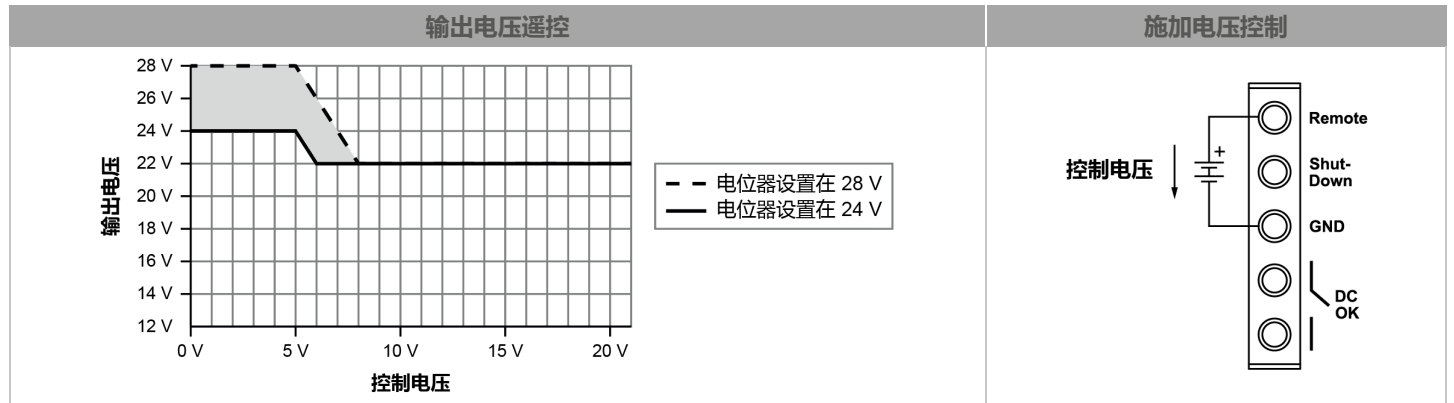 输出电压遥控
施加电压控制
28 V
26 V
24 V
22 V
20 V
18 V
16 V
14 V
12 V
输出电压
0 V
5 V
10 V
15 V
20 V
控制电压
电位器设置在 28 V
电位器设置在 24 V
控制电压
+
Remote
Shut-
Down
GND
DC
OK